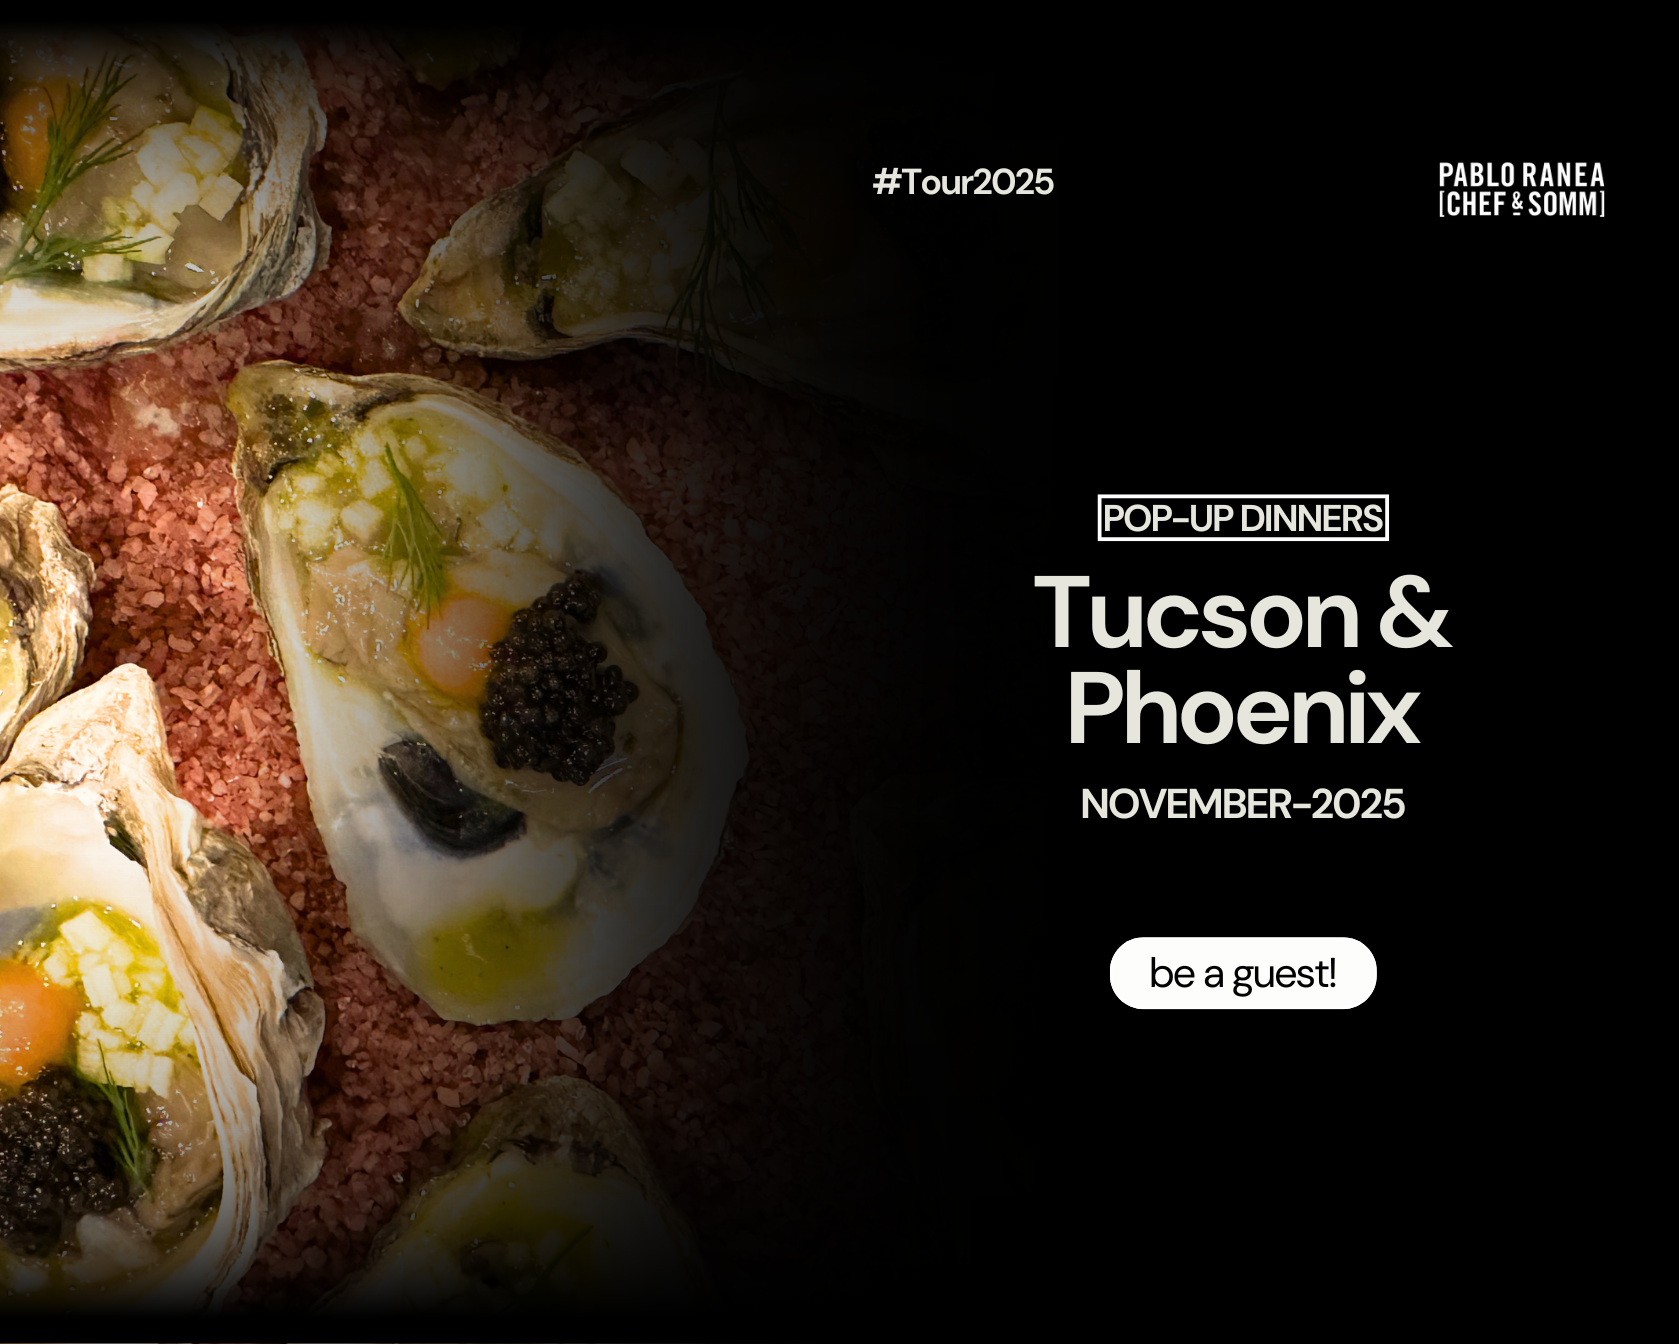 #Tour2025
PABLO RANEA
[CHEF & SOMM]
POP-UP DINNERS
Tucson &
Phoenix
NOVEMBER-2025
be a guest!